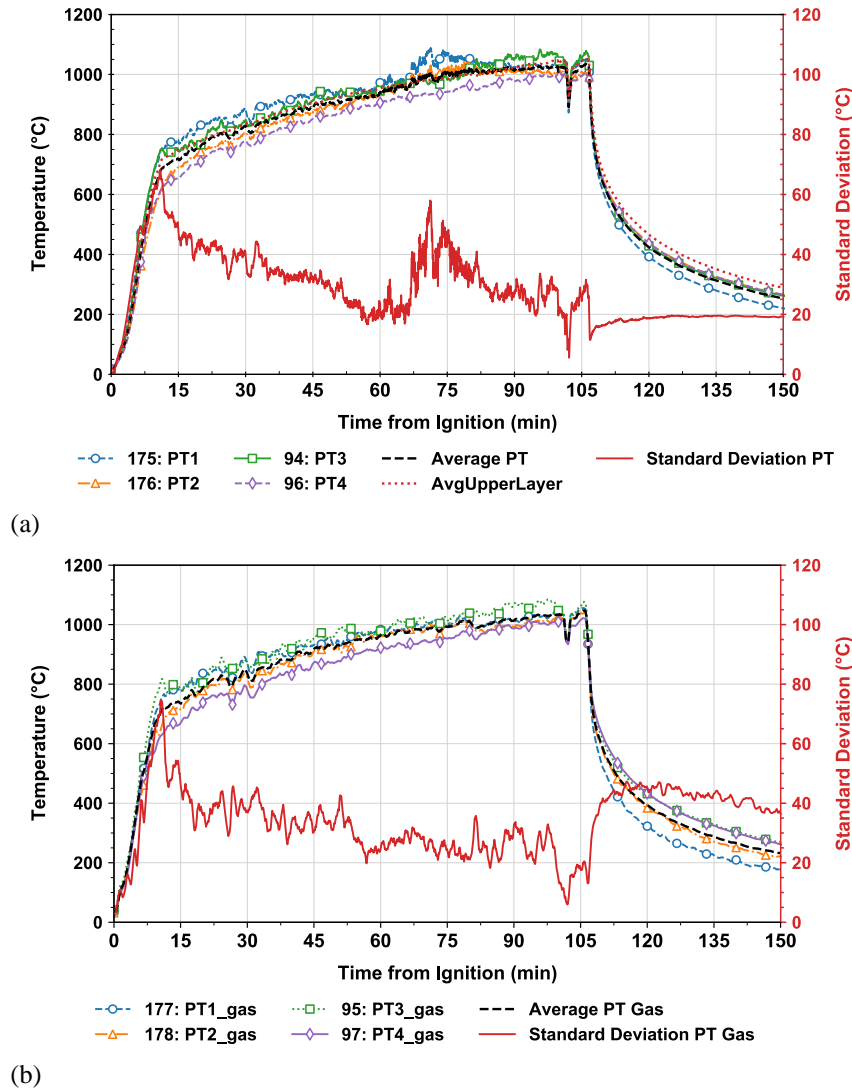 1200
1000
800
600
400
200
0
Temperature (°C)
120
100
80
60
40
20
0
Standard Deviation (°C)
0 15 30 45 60 75 90 105 120 135 150
Time from Ignition (min)
175: PT1 94: PT3 Average PT Standard Deviation PT
176: PT2 96: PT4 AvgUpperLayer
(a)
1200
1000
800
600
400
200
0
Temperature (°C)
120
100
80
60
40
20
0
Standard Deviation (°C)
0 15 30 45 60 75 90 105 120 135 150
Time from Ignition (min)
177: PT1_gas 95: PT3_gas Average PT Gas
178: PT2_gas 97: PT4_gas Standard Deviation PT Gas
(b)